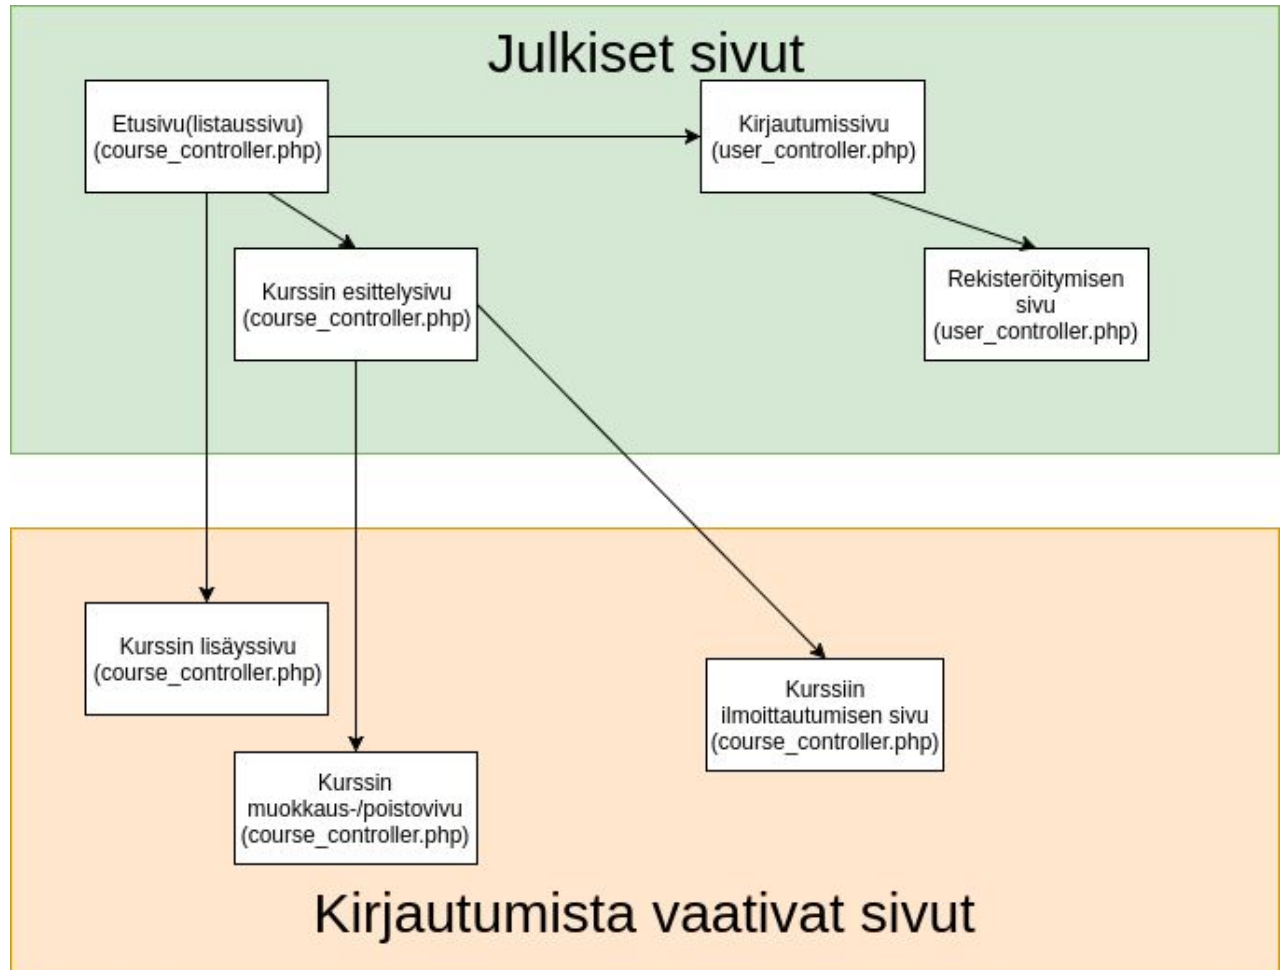 Julkiset sivut
Etusivu(listaussivu)
(course_controller.php)
Kirjautumissivu
(user_controller.php)
Kurssin esittelysivu
(course_controller.php)
Rekisteröitymisen
sivu
(user_controller.php)
Kurssin lisäyssivu
(course_controller.php)
Kurssiin
ilmoittautumisen sivu
(course_controller.php)
Kurssin
muokkaus-/poistovivu
(course_controller.php)
Kirjautumista vaativat sivut